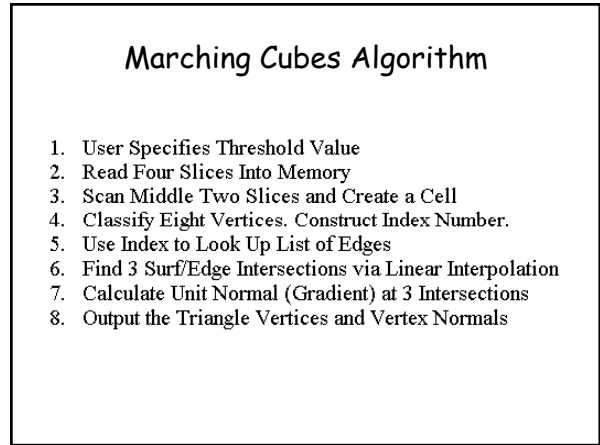 Marching Cubes Algorithm
1. User Specifies Threshold Value
2. Read Four Slices Into Memory
3. Scan Middle Two Slices and Create a Cell
4. Classify Eight Vertices. Construct Index Number.
5. Use Index to Look Up List of Edges
6. Find 3 Surf/Edge Intersections via Linear Interpolation
7. Calculate Unit Normal (Gradient) at 3 Intersections
8. Output the Triangle Vertices and Vertex Normals